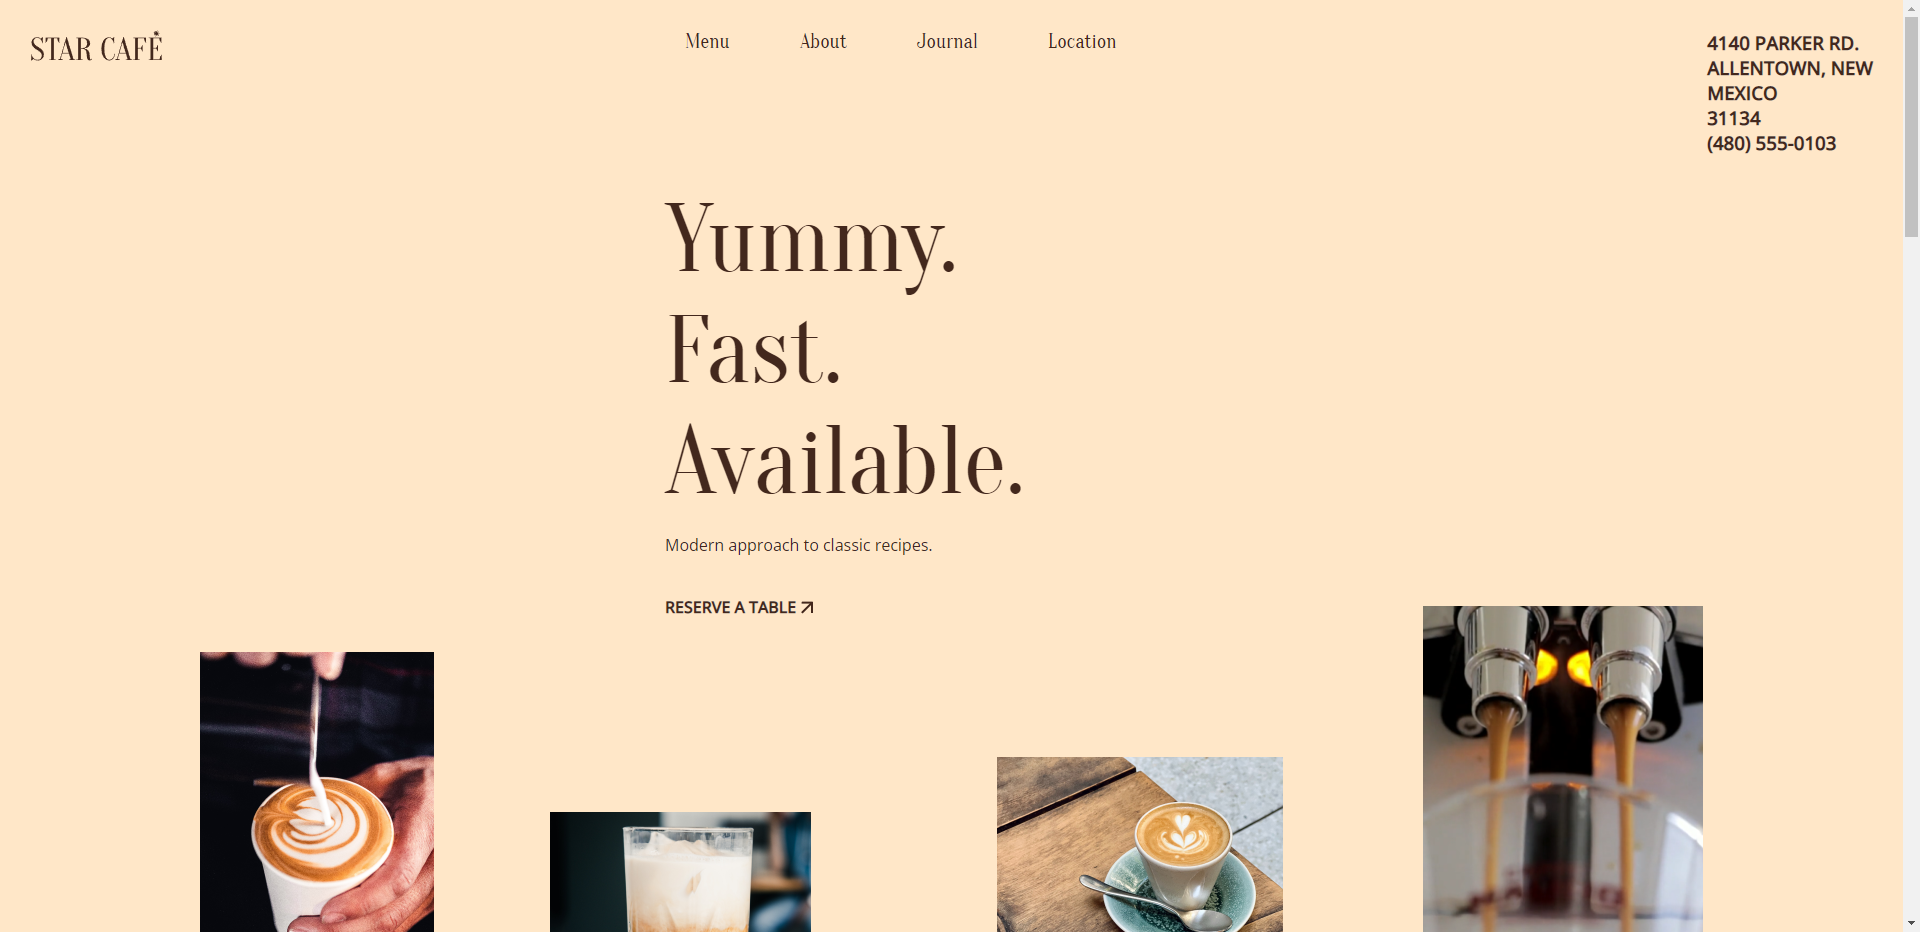 STAR CAFE
Menu
About
Journal
Location
4140 PARKER RD.
ALLENTOWN, NEW
MEXICO
31134
(480) 555-0103
Yummy.
Fast.
Available.
Modern approach to classic recipes.
RESERVE A TABLE